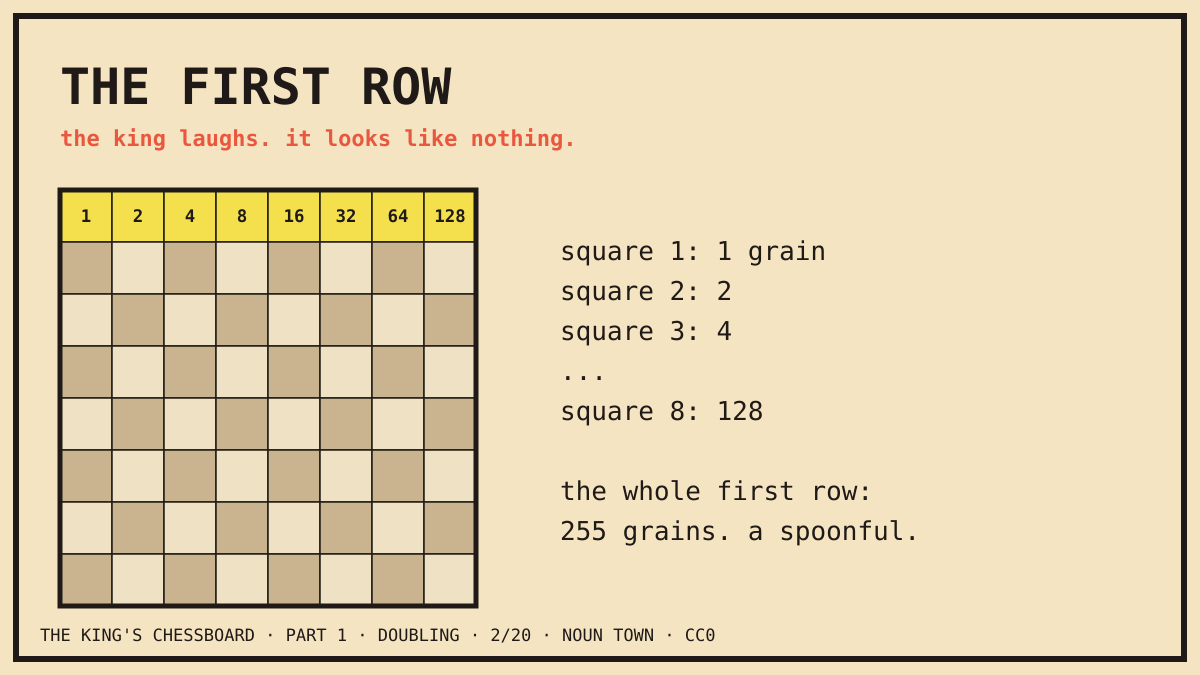 THE FIRST ROW
the king laughs. it looks like nothing.
1 2 4 8 16 32 64 128
square 1: 1 grain
square 2: 2
square 3: 4
...
square 8: 128
the whole first row:
255 grains. a spoonful.
THE KING'S CHESSBOARD · PART 1 · DOUBLING · 2/20 · NOUN TOWN · CC0